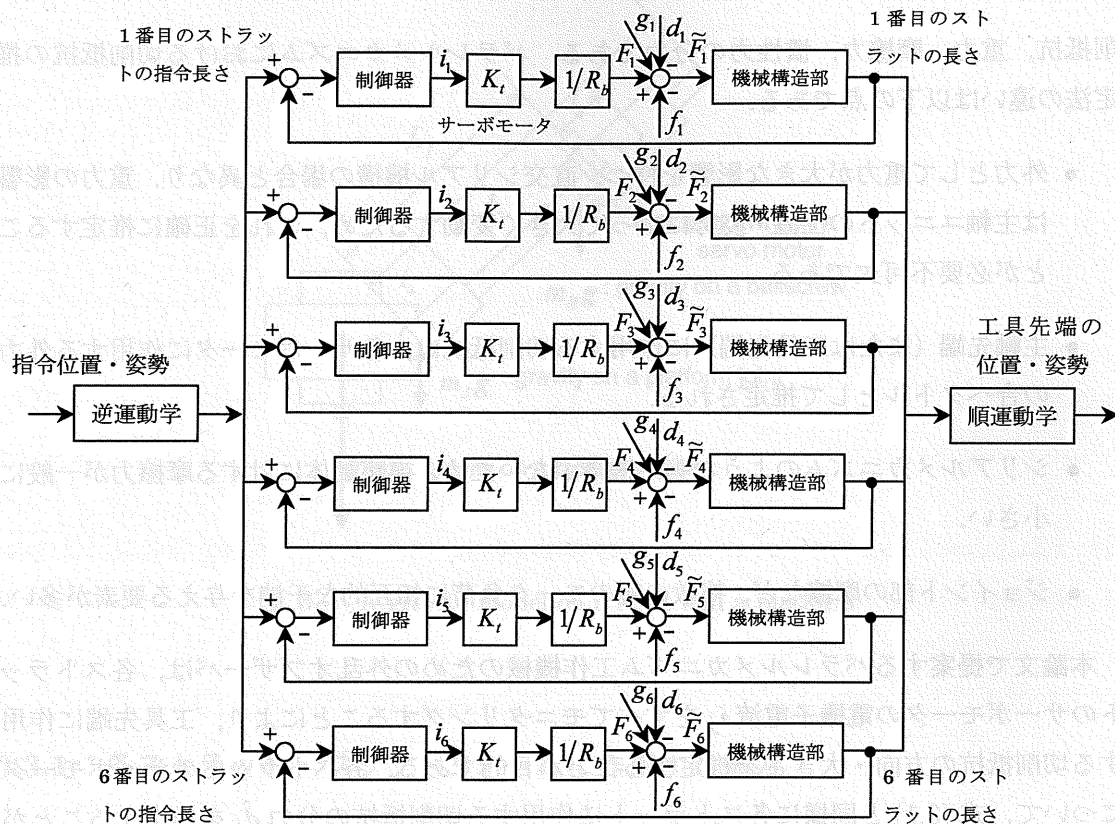 1番目のストラッ
トの指令長さ
1番目のスト
ラットの長さ
+ − 制御器 i₁ Kₜ 1/R_b F₁ g₁ d₁ + − − f₁ F̃₁ 機械構造部
サーボモータ
+ − 制御器 i₂ Kₜ 1/R_b F₂ g₂ d₂ + − − f₂ F̃₂ 機械構造部
+ − 制御器 i₃ Kₜ 1/R_b F₃ g₃ d₃ + − − f₃ F̃₃ 機械構造部
指令位置・姿勢
逆運動学
工具先端の
位置・姿勢
順運動学
+ − 制御器 i₄ Kₜ 1/R_b F₄ g₄ d₄ + − − f₄ F̃₄ 機械構造部
+ − 制御器 i₅ Kₜ 1/R_b F₅ g₅ d₅ + − − f₅ F̃₅ 機械構造部
+ − 制御器 i₆ Kₜ 1/R_b F₆ g₆ d₆ + − − f₆ F̃₆ 機械構造部
6番目のストラッ
トの指令長さ
6番目のスト
ラットの長さ